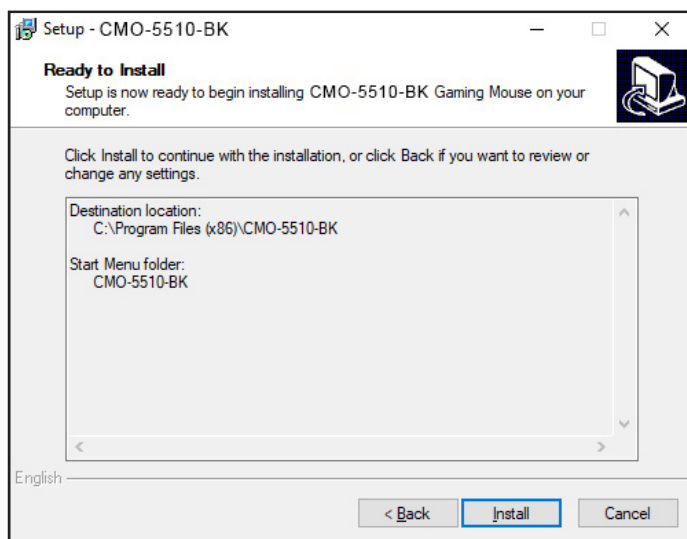 Setup - CMO-5510-BK
Ready to Install
Setup is now ready to begin installing CMO-5510-BK Gaming Mouse on your
computer.
Click Install to continue with the installation, or click Back if you want to review or
change any settings.
Destination location:
C:\Program Files (x86)\CMO-5510-BK
Start Menu folder:
CMO-5510-BK
English
< Back Install Cancel